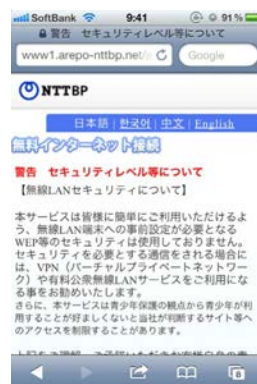 SoftBank 9:41 91%
警告 セキュリティレベル等について
www1.arepo-nttbp.net/ Google
NTTBP
日本語 | 한국어 | 中文 | English
無料インターネット接続
警告 セキュリティレベル等について
【無線LANセキュリティについて】
本サービスは皆様に簡単にご利用いただけるよ
う、無線LAN端末への事前設定が必要となる
WEP等のセキュリティは使用しておりません。
セキュリティを必要とする通信をされる場合に
は、VPN（バーチャルプライベートネットワー
ク）や有料公衆無線LANサービスをご利用にな
る事をお勧めいたします。
さらに、本サービスは青少年保護の観点から青少年が利
用することが好ましくないと当社が判断するサイト等へ
のアクセスを制限することがあります。